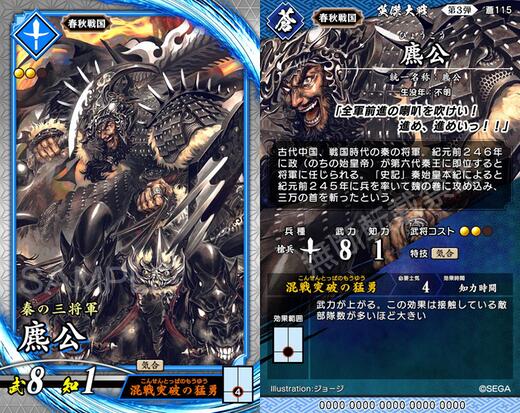 春秋戦国
SAMPLE
秦の三将軍
麃公
気合
武8 知1
こんせんとっぱのもうゆう
混戦突破の猛勇
4
蒼
春秋戦国
英傑大戦
第3弾
蒼115
ひょうこう
麃公
統一名称：麃公
生没年：不明
「全軍前進の喇叭を吹けい！
進め、進めいっ！！」
古代中国、戦国時代の秦の将軍。紀元前246年
に政（のちの始皇帝）が第六代秦王に即位すると
将軍に任じられる。「史記」秦始皇本紀によると
紀元前245年に兵を率いて魏の巻に攻め込み、
三万の首を斬ったという。
兵種 武力 知力 武将コスト
槍兵 8 1
特技 気合
こんせんとっぱのもうゆう
混戦突破の猛勇
必要士気
4
効果時間
知力時間
効果範囲
武力が上がる。この効果は接触している敵
部隊数が多いほど大きい
Illustration:ジョージ
©SEGA
0000 0000 0000 0000 0000